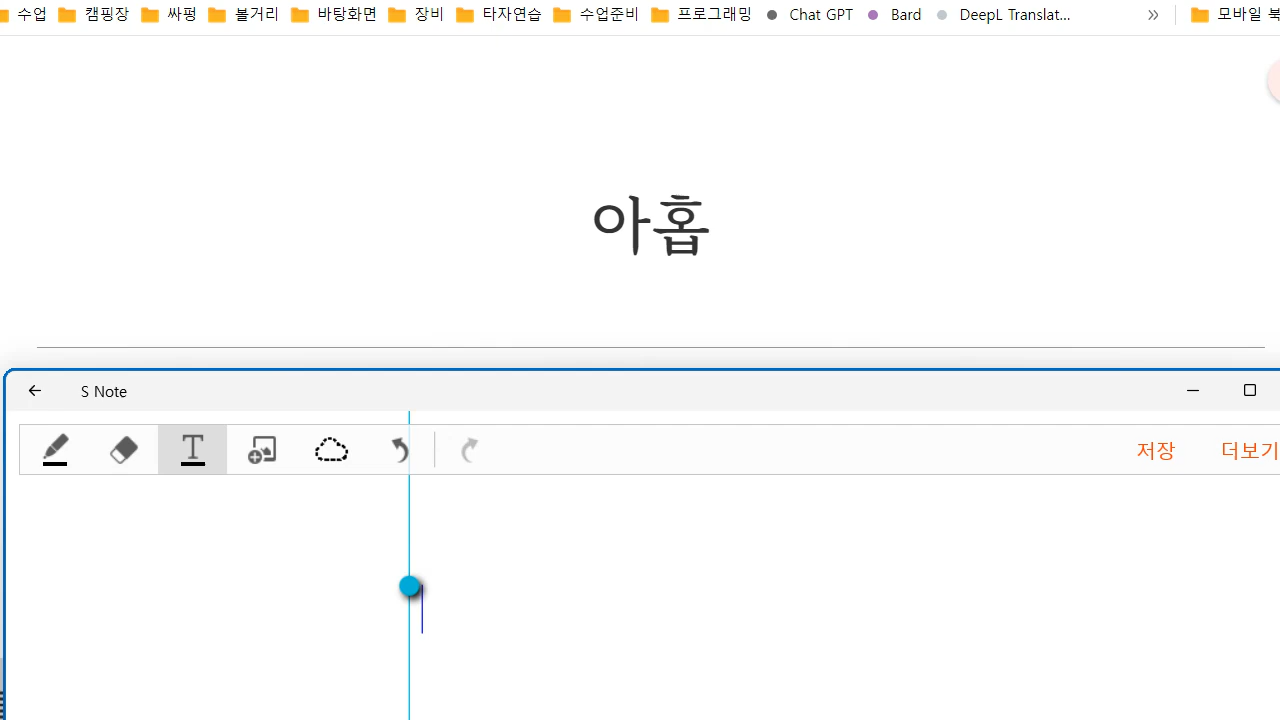 수업 캠핑장 싸펑 볼거리 바탕화면 장비 타자연습 수업준비 프로그래밍 Chat GPT Bard DeepL Translat... » 모바일
아홉
S Note
저장 더보기